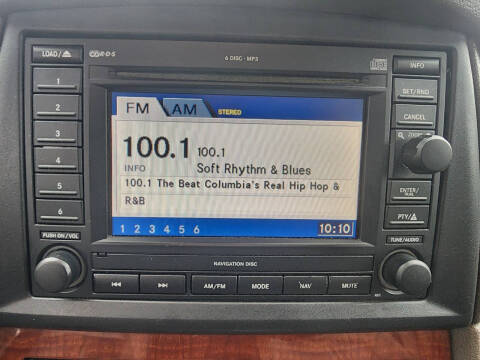 LOAD/⏏
RDS
6 DISC · MP3
INFO
1
2
3
4
5
6
FM AM STEREO
100.1 100.1
INFO Soft Rhythm & Blues
100.1 The Beat Columbia's Real Hip Hop &
R&B
1 2 3 4 5 6 10:10
SET/RND
CANCEL
ZOOM
ENTER/
PTY/
PUSH ON/VOL
TUNE/AUDIO
NAVIGATION DISC
AM/FM
MODE
NAV
MUTE